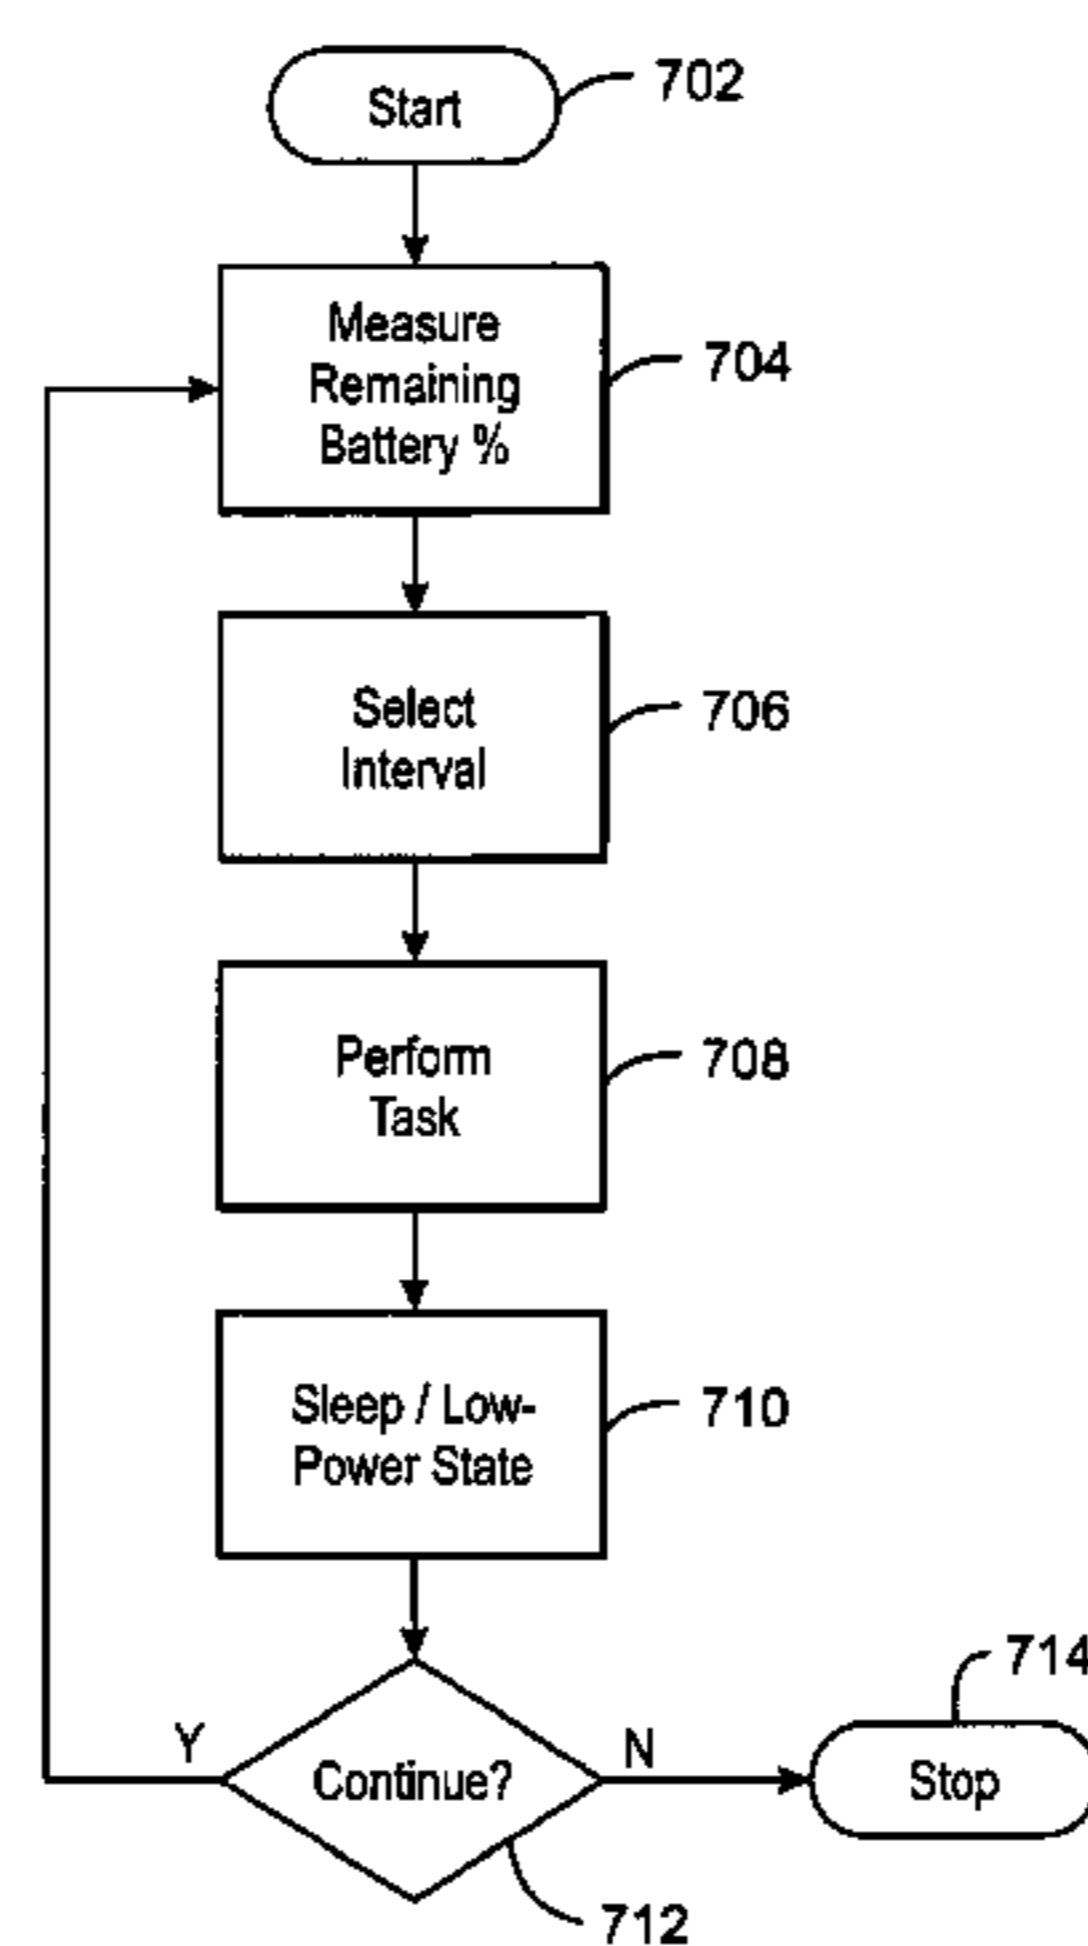 Start
702
Measure
Remaining
Battery %
704
Select
Interval
706
Perform
Task
708
Sleep / Low-
Power State
710
714
Y
Continue?
N
Stop
712